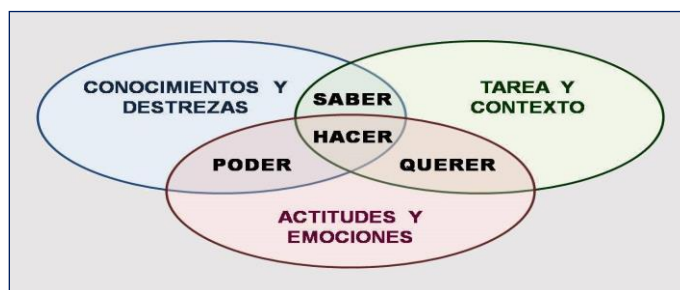 CONOCIMIENTOS Y
DESTREZAS
SABER
TAREA Y
CONTEXTO
HACER
PODER
QUERER
ACTITUDES Y
EMOCIONES